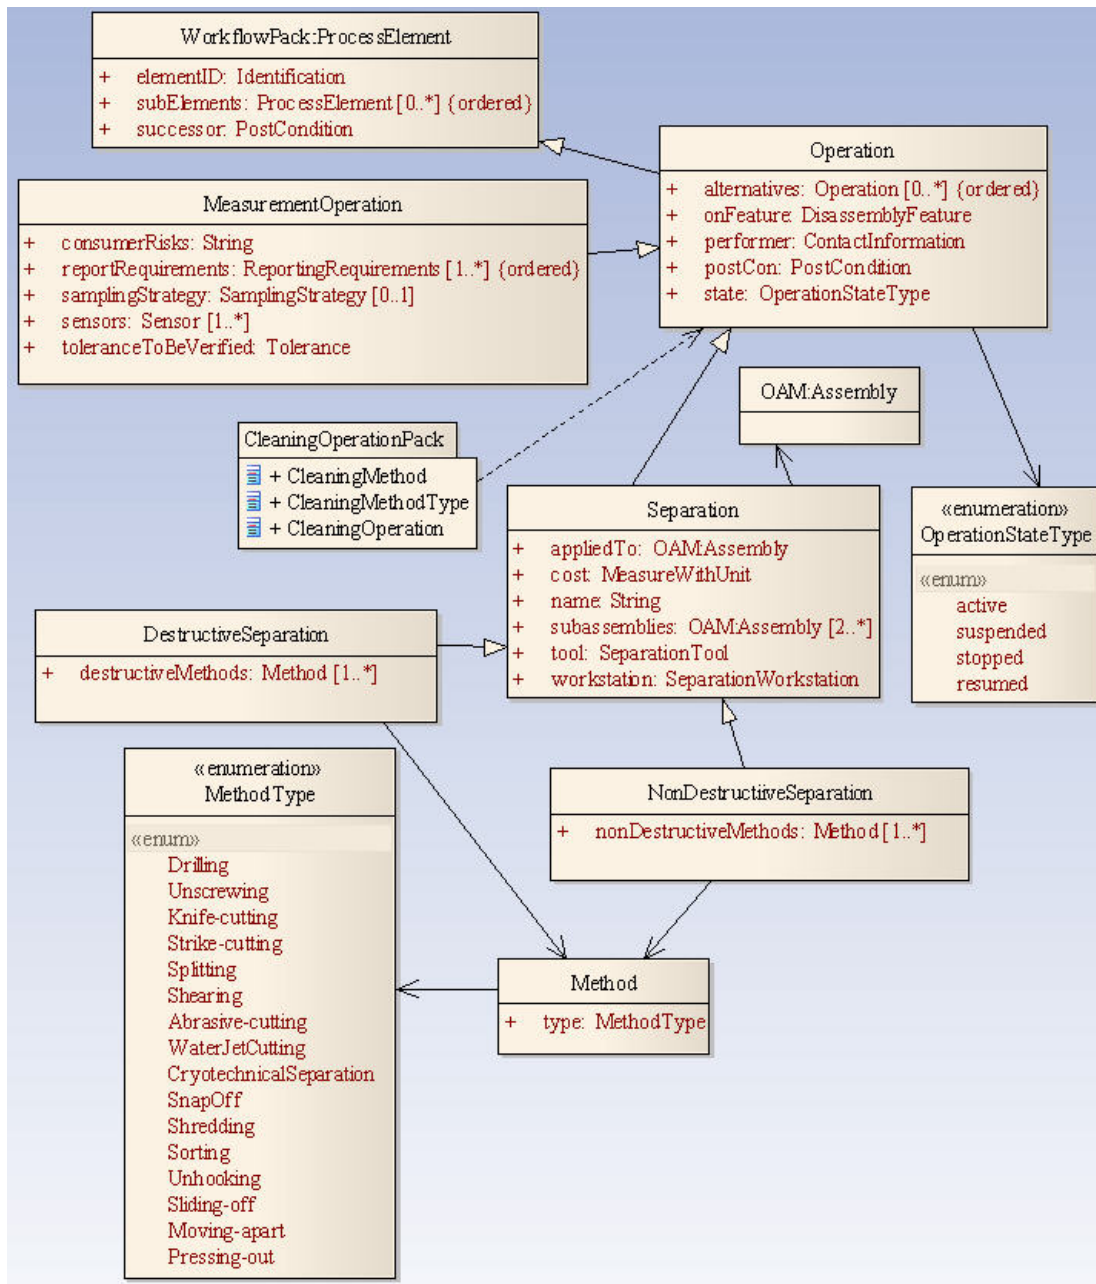 WorkflowPack:ProcessElement
+ elementID: Identification
+ subElements: ProcessElement [0..*] {ordered}
+ successor: PostCondition
Operation
+ alternatives: Operation [0..*] {ordered}
+ onFeature: DisassemblyFeature
+ performer: ContactInformation
+ postCon: PostCondition
+ state: OperationStateType
MeasurementOperation
+ consumerRisks: String
+ reportRequirements: ReportingRequirements [1..*] {ordered}
+ samplingStrategy: SamplingStrategy [0..1]
+ sensors: Sensor [1..*]
+ toleranceToBeVerified: Tolerance
OAM:Assembly
CleaningOperationPack
+ CleaningMethod
+ CleaningMethodType
+ CleaningOperation
Separation
+ appliedTo: OAM:Assembly
+ cost: MeasureWithUnit
+ name: String
+ subassemblies: OAM:Assembly [2..*]
+ tool: SeparationTool
+ workstation: SeparationWorkstation
«enumeration»
OperationStateType
«enum»
active
suspended
stopped
resumed
DestructiveSeparation
+ destructiveMethods: Method [1..*]
«enumeration»
MethodType
«enum»
Drilling
Unscrewing
Knife-cutting
Strike-cutting
Splitting
Shearing
Abrasive-cutting
WaterJetCutting
CryotechnicalSeparation
SnapOff
Shredding
Sorting
Unhooking
Sliding-off
Moving-apart
Pressing-out
NonDestructiiveSeparation
+ nonDestructiveMethods: Method [1..*]
Method
+ type: MethodType